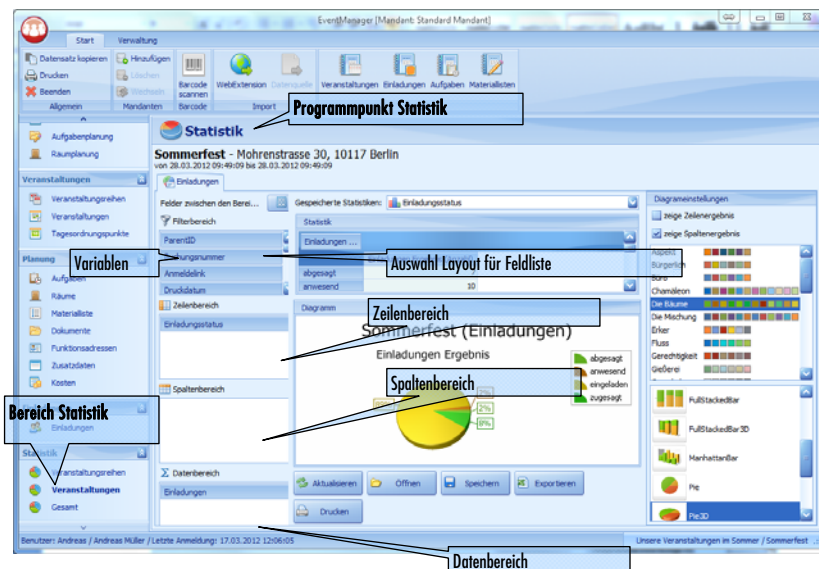 EventManager [Mandant: Standard Mandant]
Start Verwaltung
Datensatz kopieren
Drucken
Beenden
Allgemein
Hinzufügen
Löschen
Wechseln
Mandanten
Barcode scannen
Barcode
WebExtension Datenquelle
Import
Veranstaltungen Einladungen Aufgaben Materiallisten
Programmpunkt Statistik
Statistik
Sommerfest - Mohrenstrasse 30, 10117 Berlin
von 28.03.2012 09:49:09 bis 28.03.2012 09:49:09
Aufgabenplanung
Raumplanung
Veranstaltungen
Veranstaltungsreihen
Veranstaltungen
Tagesordnungspunkte
Planung
Aufgaben
Räume
Materialliste
Dokumente
Funktionsadressen
Zusatzdaten
Kosten
Bereich Statistik
Einladungen
Statistik
Veranstaltungsreihen
Veranstaltungen
Gesamt
Einladungen
Felder zwischen den Berei...
Filterbereich
ParentID
Variablen
Anmeldelink
Druckdatum
Zeilenbereich
Einladungsstatus
Spaltenbereich
Datenbereich
Einladungen
Gespeicherte Statistiken: Einladungsstatus
Statistik
Einladungen ...
Auswahl Layout für Feldliste
abgesagt
anwesend 10
Diagramm
Zeilenbereich
Sommerfest (Einladungen)
Einladungen Ergebnis
abgesagt
anwesend
eingeladen
zugesagt
Spaltenbereich
2%
8%
Aktualisieren Öffnen Speichern Exportieren
Drucken
Diagrameinstellungen
zeige Zeilenergebnis
zeige Spaltenergebnis
Aspekt
Bürgerlich
Büro
Chamäleon
Die Bäume
Die Mischung
Erker
Fluss
Gerechtigkeit
Gießerei
FullStackedBar
FullStackedBar3D
ManhattanBar
Pie
Pie3D
Datenbereich
Benutzer: Andreas / Andreas Müller / Letzte Anmeldung: 17.03.2012 12:06:05
Unsere Veranstaltungen im Sommer / Sommerfest